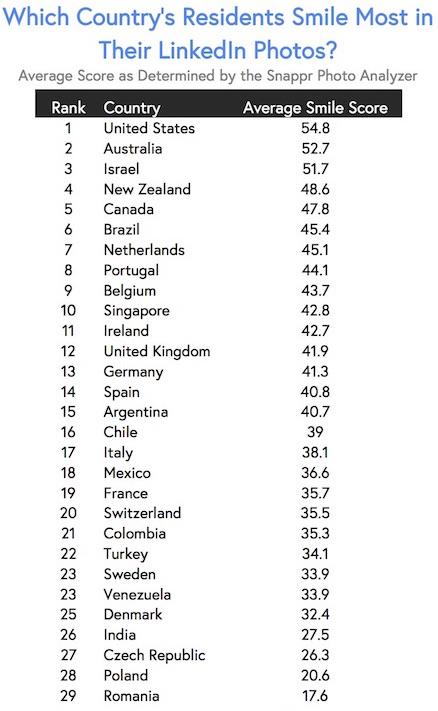 Which Country's Residents Smile Most in
Their LinkedIn Photos?
Average Score as Determined by the Snappr Photo Analyzer
Rank Country Average Smile Score
1 United States 54.8
2 Australia 52.7
3 Israel 51.7
4 New Zealand 48.6
5 Canada 47.8
6 Brazil 45.4
7 Netherlands 45.1
8 Portugal 44.1
9 Belgium 43.7
10 Singapore 42.8
11 Ireland 42.7
12 United Kingdom 41.9
13 Germany 41.3
14 Spain 40.8
15 Argentina 40.7
16 Chile 39
17 Italy 38.1
18 Mexico 36.6
19 France 35.7
20 Switzerland 35.5
21 Colombia 35.3
22 Turkey 34.1
23 Sweden 33.9
23 Venezuela 33.9
25 Denmark 32.4
26 India 27.5
27 Czech Republic 26.3
28 Poland 20.6
29 Romania 17.6